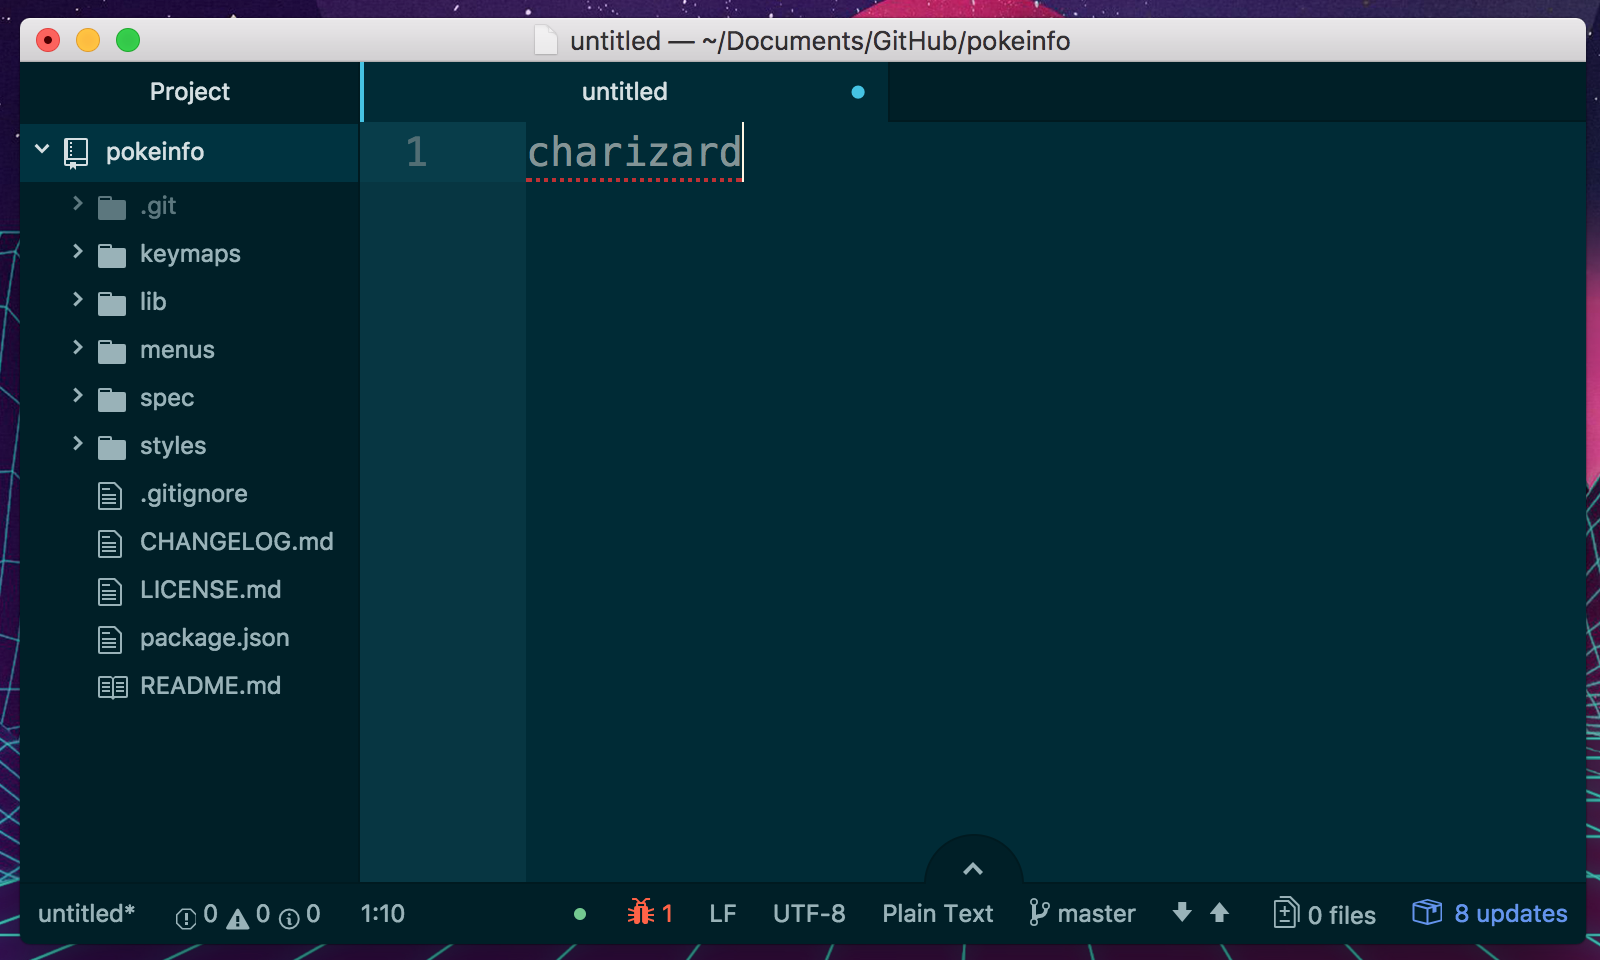 untitled — ~/Documents/GitHub/pokeinfo
Project
untitled
pokeinfo
.git
keymaps
lib
menus
spec
styles
.gitignore
CHANGELOG.md
LICENSE.md
package.json
README.md
1 charizard
untitled* 0 0 0 1:10 1 LF UTF-8 Plain Text master 0 files 8 updates